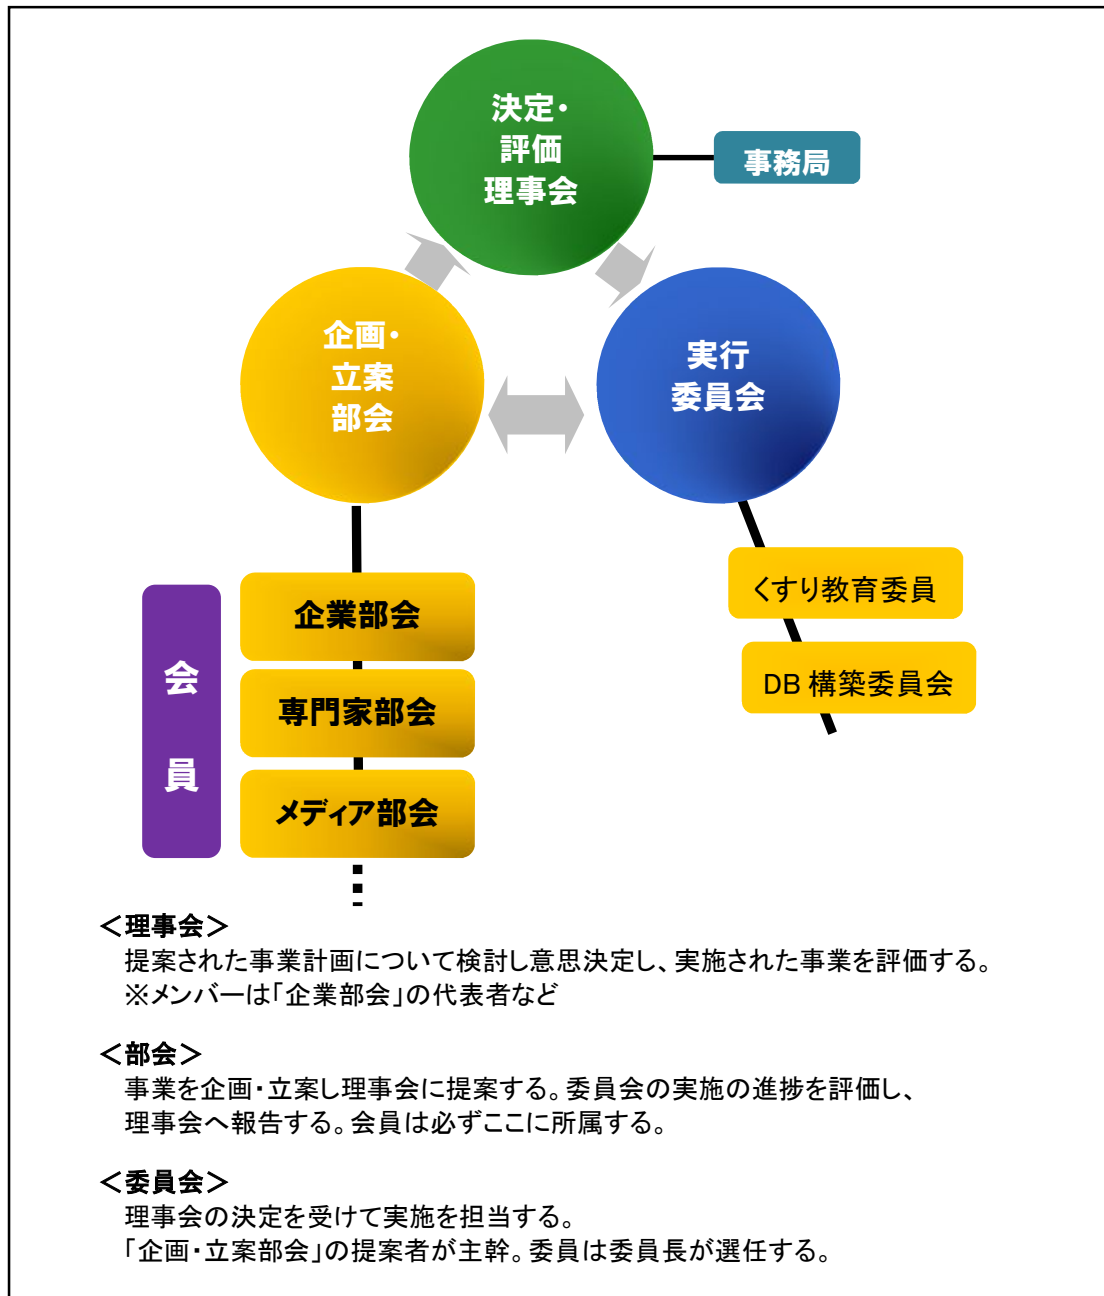 決定・
評価
理事会
事務局
企画・
立案
部会
実行
委員会
くすり教育委員
DB 構築委員会
会
員
企業部会
専門家部会
メディア部会
＜理事会＞
提案された事業計画について検討し意思決定し、実施された事業を評価する。
※メンバーは「企業部会」の代表者など
＜部会＞
事業を企画・立案し理事会に提案する。委員会の実施の進捗を評価し、
理事会へ報告する。会員は必ずここに所属する。
＜委員会＞
理事会の決定を受けて実施を担当する。
「企画・立案部会」の提案者が主幹。委員は委員長が選任する。